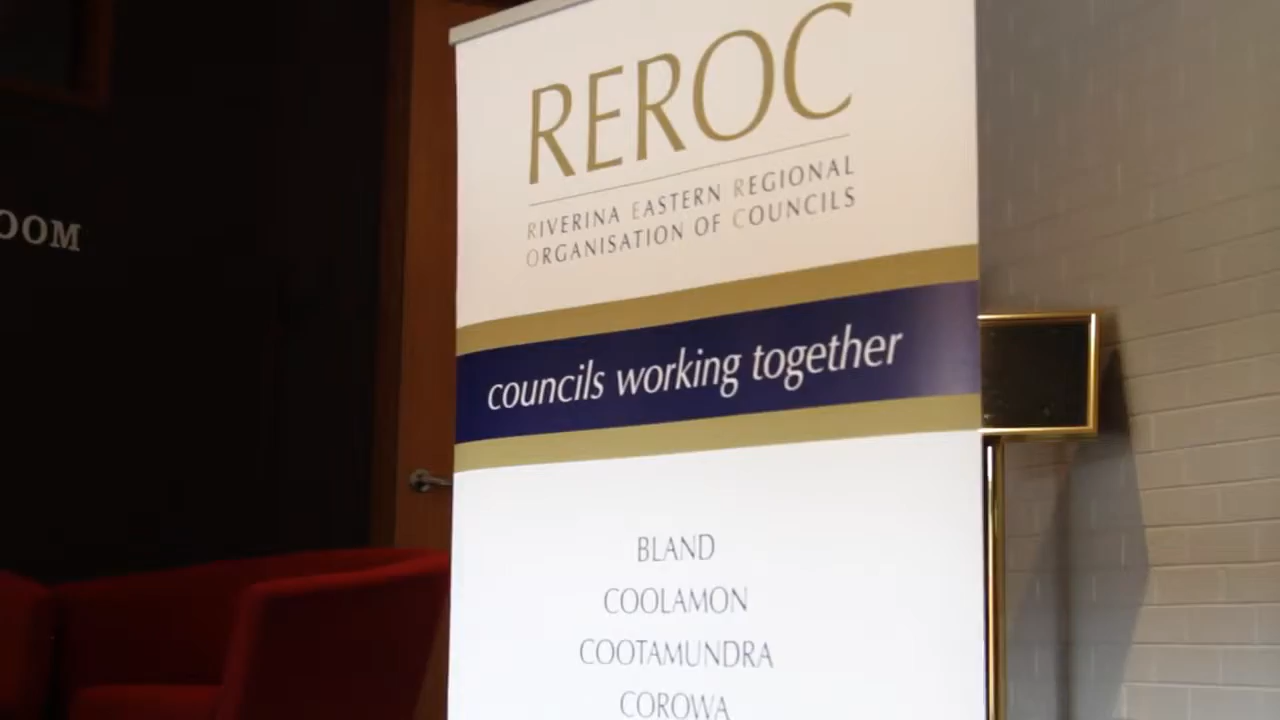 OOM
REROC
RIVERINA EASTERN REGIONAL
ORGANISATION OF COUNCILS
councils working together
BLAND
COOLAMON
COOTAMUNDRA
COROWA